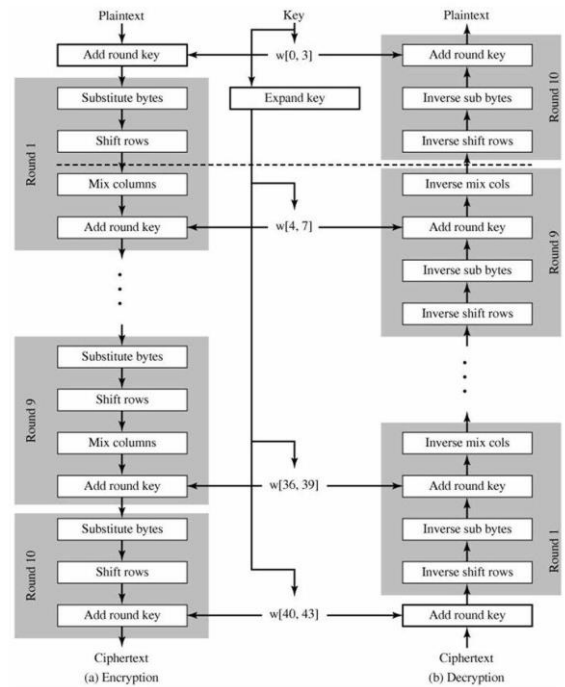 Plaintext
Key
Plaintext
Add round key
w[0, 3]
Add round key
Substitute bytes
Expand key
Inverse sub bytes
Round 10
Round 1
Shift rows
Inverse shift rows
Mix columns
Inverse mix cols
Add round key
w[4, 7]
Add round key
Round 9
Inverse sub bytes
Inverse shift rows
Substitute bytes
Round 9
Shift rows
Mix columns
Inverse mix cols
Add round key
w[36, 39]
Add round key
Substitute bytes
Inverse sub bytes
Round 1
Round 10
Shift rows
Inverse shift rows
Add round key
w[40, 43]
Add round key
Ciphertext
Ciphertext
(a) Encryption
(b) Decryption